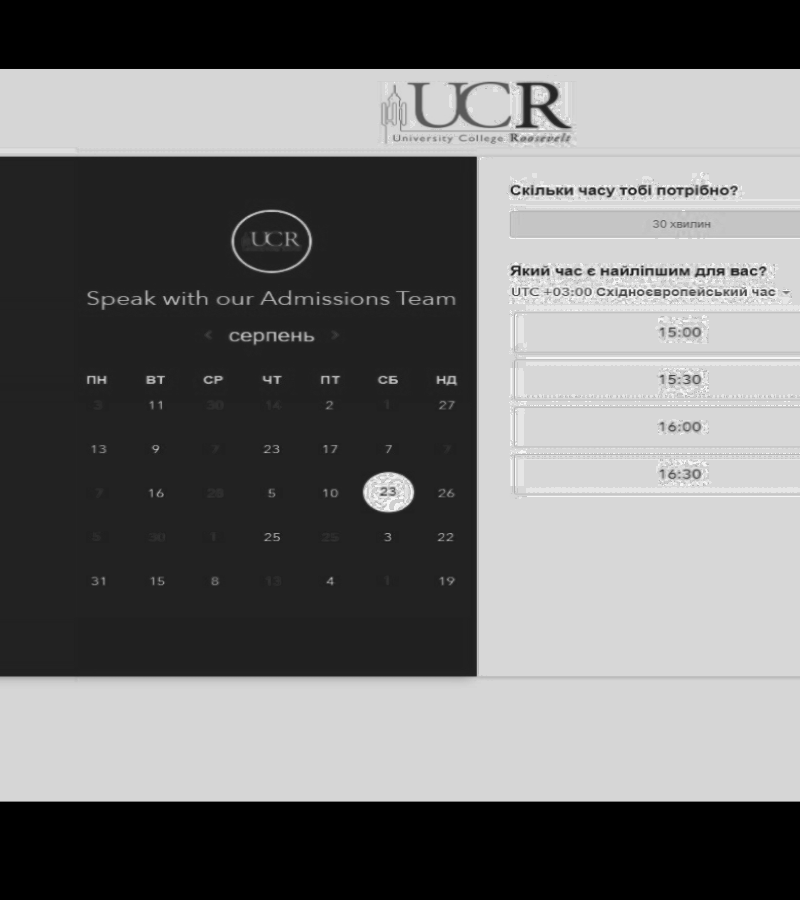 UCR
University College Roosevelt
UCR
Speak with our Admissions Team
‹ серпень ›
ПН ВТ СР ЧТ ПТ СБ НД
3 11 30 14 2 1 27
13 9 7 23 17 7 7
7 16 28 5 10 23 26
5 30 1 25 25 3 22
31 15 8 13 4 1 19
Скільки часу тобі потрібно?
30 хвилин
Який час є найліпшим для вас?
UTC +03:00 Східноєвропейський час
15:00
15:30
16:00
16:30